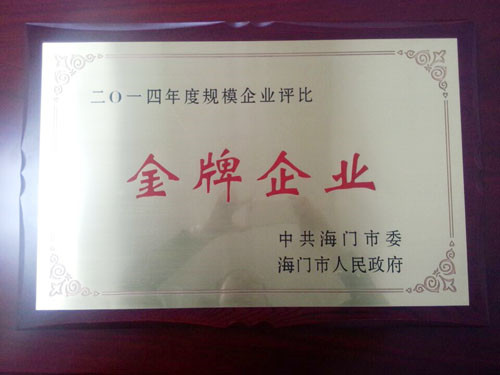 二〇一四年度规模企业评比
金牌企业
中共海门市委
海门市人民政府